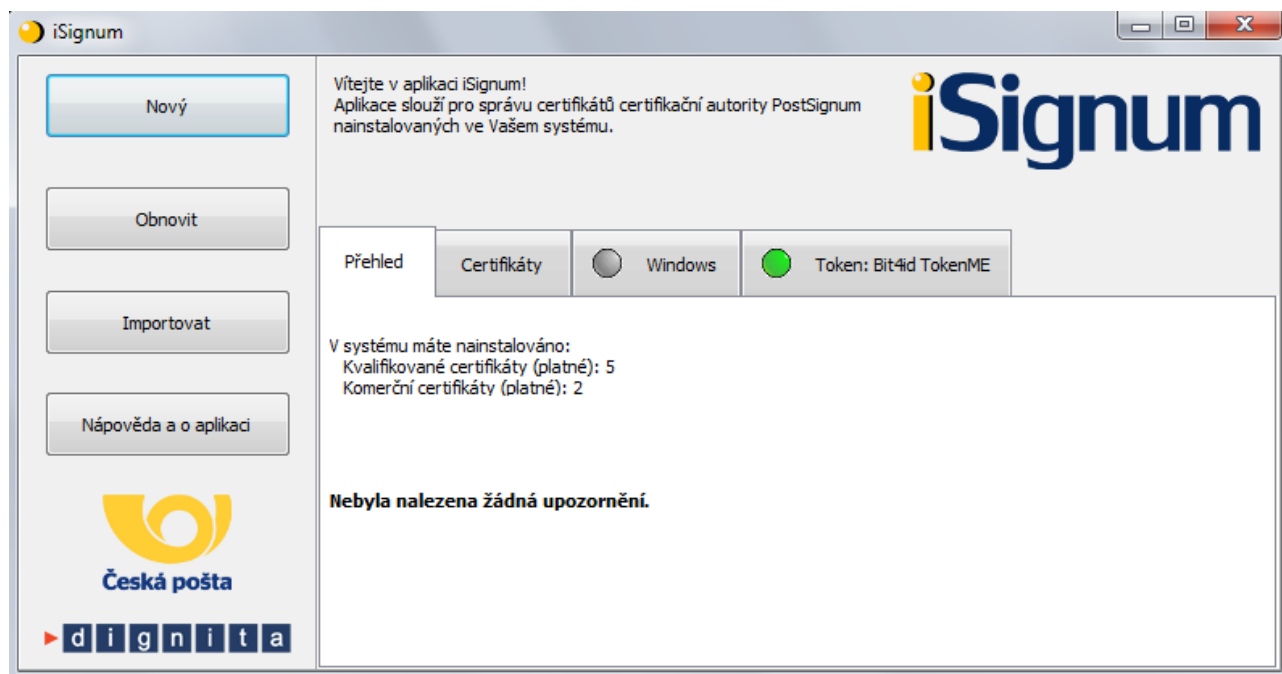 iSignum
Nový
Obnovit
Importovat
Nápověda a o aplikaci
Česká pošta
dignita
Vítejte v aplikaci iSignum!
Aplikace slouží pro správu certifikátů certifikační autority PostSignum
nainstalovaných ve Vašem systému.
iSignum
Přehled
Certifikáty
Windows
Token: Bit4id TokenME
V systému máte nainstalováno:
Kvalifikované certifikáty (platné): 5
Komerční certifikáty (platné): 2
Nebyla nalezena žádná upozornění.